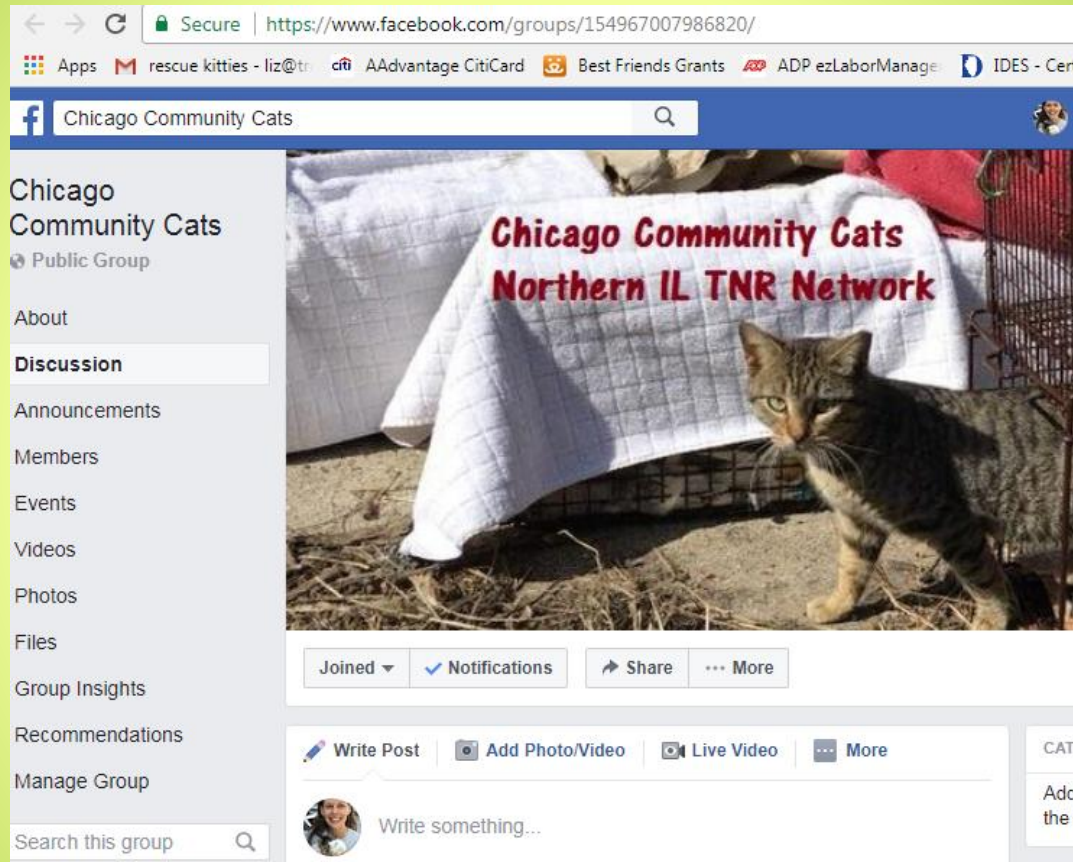 Secure | https://www.facebook.com/groups/154967007986820/
Apps rescue kitties - liz@tr citi AAdvantage CitiCard Best Friends Grants ADP ADP ezLaborManage IDES - Cer
f Chicago Community Cats
Chicago
Community Cats
Public Group
About
Discussion
Announcements
Members
Events
Videos
Photos
Files
Group Insights
Recommendations
Manage Group
Search this group
Chicago Community Cats
Northern IL TNR Network
Joined Notifications Share ... More
Write Post Add Photo/Video Live Video More
Write something...
CAT
Add
the